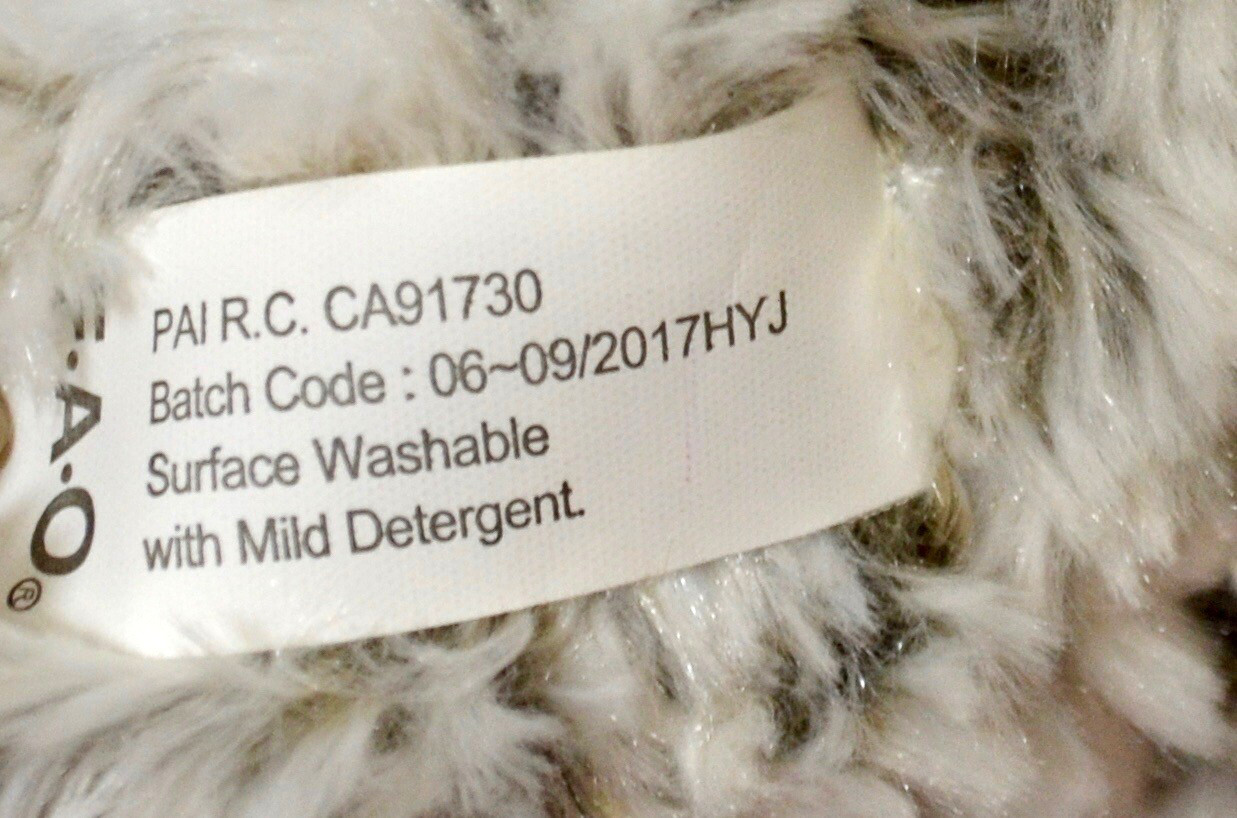 PAI R.C. CA91730
Batch Code : 06~09/2017HYJ
Surface Washable
with Mild Detergent.
F.A.O
®